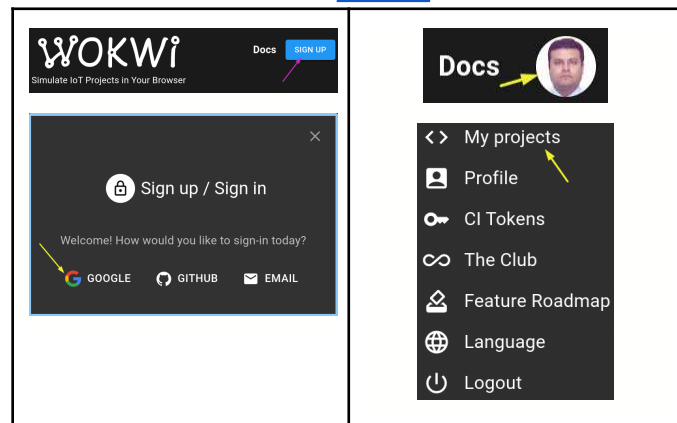 WOKWi
Docs
SIGN UP
Simulate IoT Projects in Your Browser
Sign up / Sign in
Welcome! How would you like to sign-in today?
GOOGLE
GITHUB
EMAIL
Docs
My projects
Profile
CI Tokens
The Club
Feature Roadmap
Language
Logout